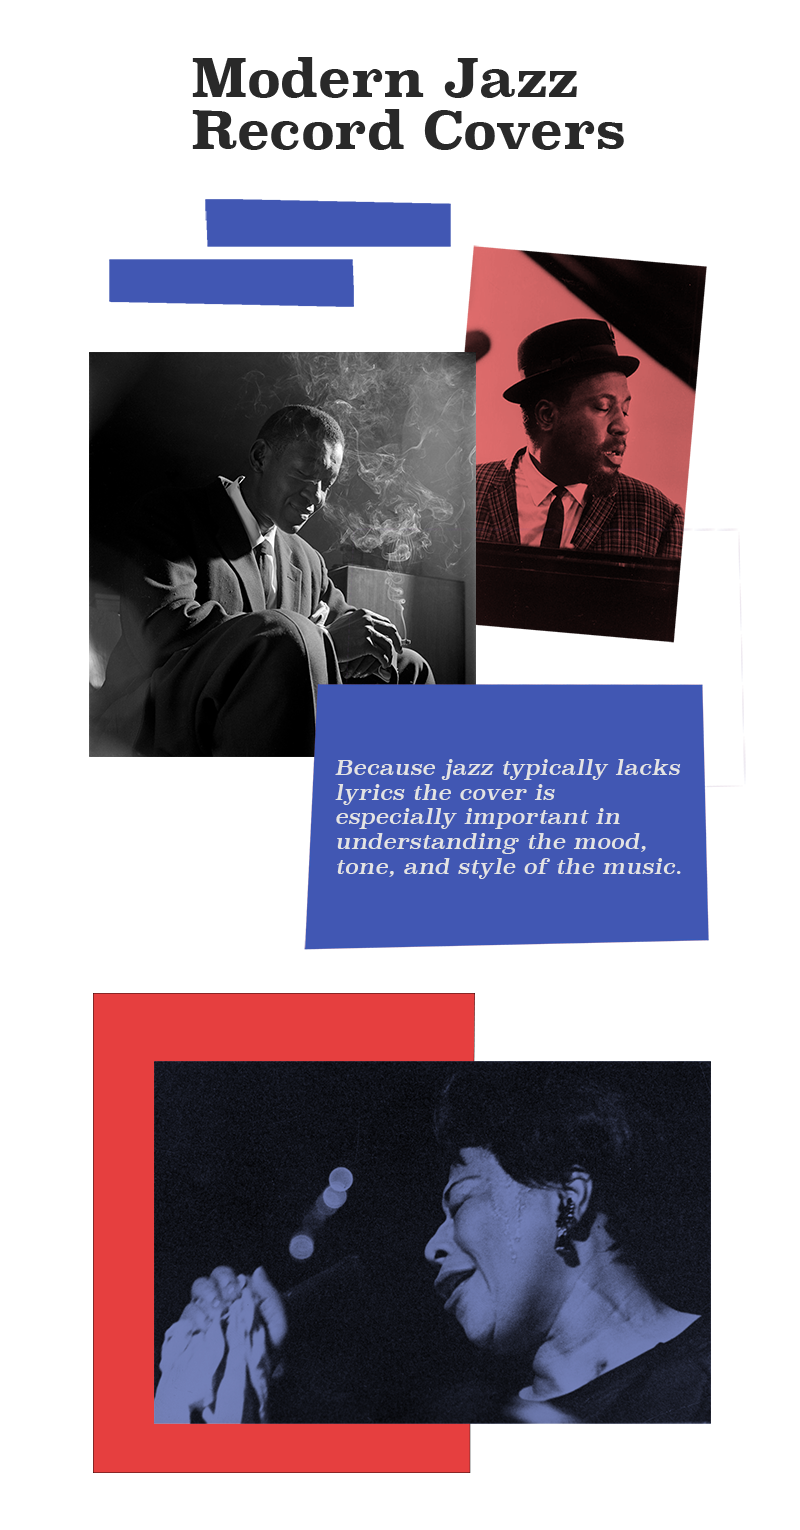 Modern Jazz
Record Covers
Because jazz typically lacks
lyrics the cover is
especially important in
understanding the mood,
tone, and style of the music.